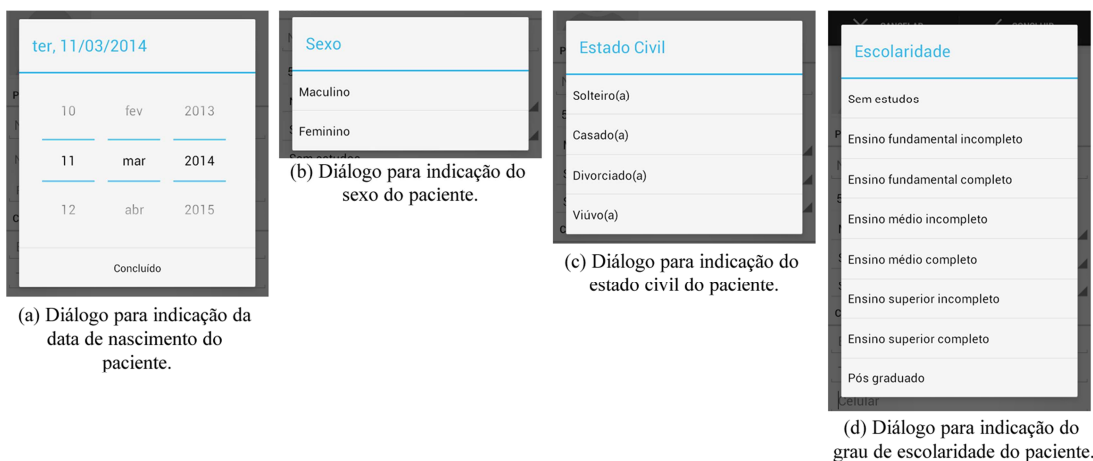 ter, 11/03/2014
10 fev 2013
11 mar 2014
12 abr 2015
Concluído
(a) Diálogo para indicação da
data de nascimento do
paciente.
Sexo
Maculino
Feminino
Sem estudos
(b) Diálogo para indicação do
sexo do paciente.
Estado Civil
Solteiro(a)
Casado(a)
Divorciado(a)
Viúvo(a)
(c) Diálogo para indicação do
estado civil do paciente.
CANCELAR CONCLUIR
Escolaridade
Sem estudos
Ensino fundamental incompleto
Ensino fundamental completo
Ensino médio incompleto
Ensino médio completo
Ensino superior incompleto
Ensino superior completo
Pós graduado
Celular
(d) Diálogo para indicação do
grau de escolaridade do paciente.